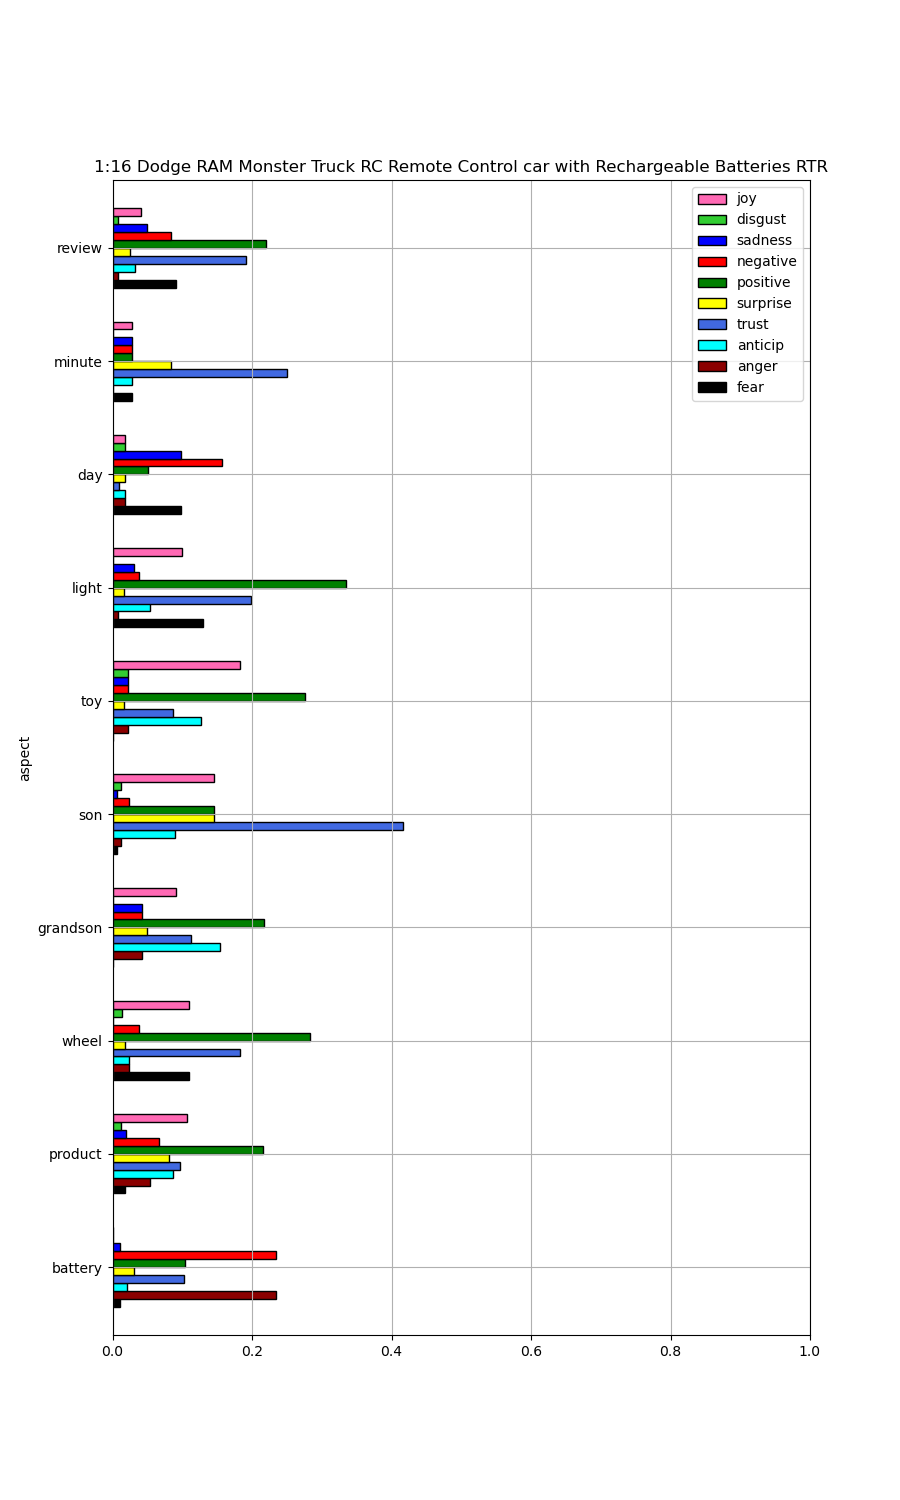 1:16 Dodge RAM Monster Truck RC Remote Control car with Rechargeable Batteries RTR
joy
disgust
sadness
negative
positive
surprise
trust
anticip
anger
fear
review
minute
day
light
toy
son
grandson
wheel
product
battery
aspect
0.0 0.2 0.4 0.6 0.8 1.0